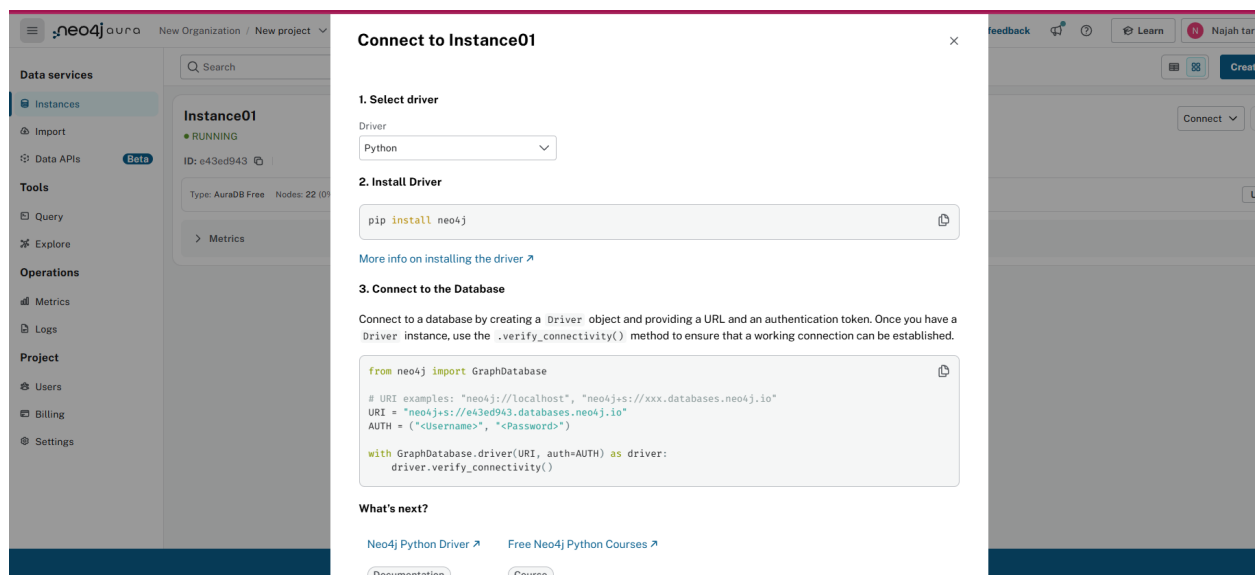 neo4j aura New Organization / New project
feedback
Learn
N
Data services
Instances
Import
Data APIs Beta
Tools
Query
Explore
Operations
Metrics
Logs
Project
Users
Billing
Settings
Search
Instance01
RUNNING
ID: e43ed943
Type: AuraDB Free Nodes: 22
Metrics
Connect
Connect to Instance01
1. Select driver
Driver
Python
2. Install Driver
pip install neo4j
More info on installing the driver
3. Connect to the Database
Connect to a database by creating a Driver object and providing a URL and an authentication token. Once you have a
Driver instance, use the .verify_connectivity() method to ensure that a working connection can be established.
from neo4j import GraphDatabase
# URI examples: "neo4j://localhost", "neo4j+s://xxx.databases.neo4j.io"
URI = "neo4j+s://e43ed943.databases.neo4j.io"
AUTH = ("<Username>", "<Password>")
with GraphDatabase.driver(URI, auth=AUTH) as driver:
driver.verify_connectivity()
What's next?
Neo4j Python Driver Free Neo4j Python Courses
Documentation Course